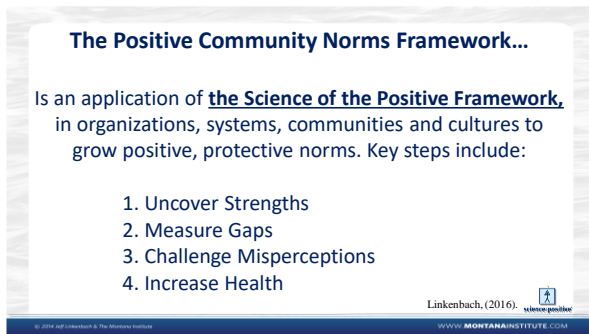 The Positive Community Norms Framework…
Is an application of the Science of the Positive Framework,
in organizations, systems, communities and cultures to
grow positive, protective norms. Key steps include:
1. Uncover Strengths
2. Measure Gaps
3. Challenge Misperceptions
4. Increase Health
Linkenbach, (2016).
science+positive
© 2014 Jeff Linkenbach & The Montana Institute
WWW.MONTANAINSTITUTE.COM